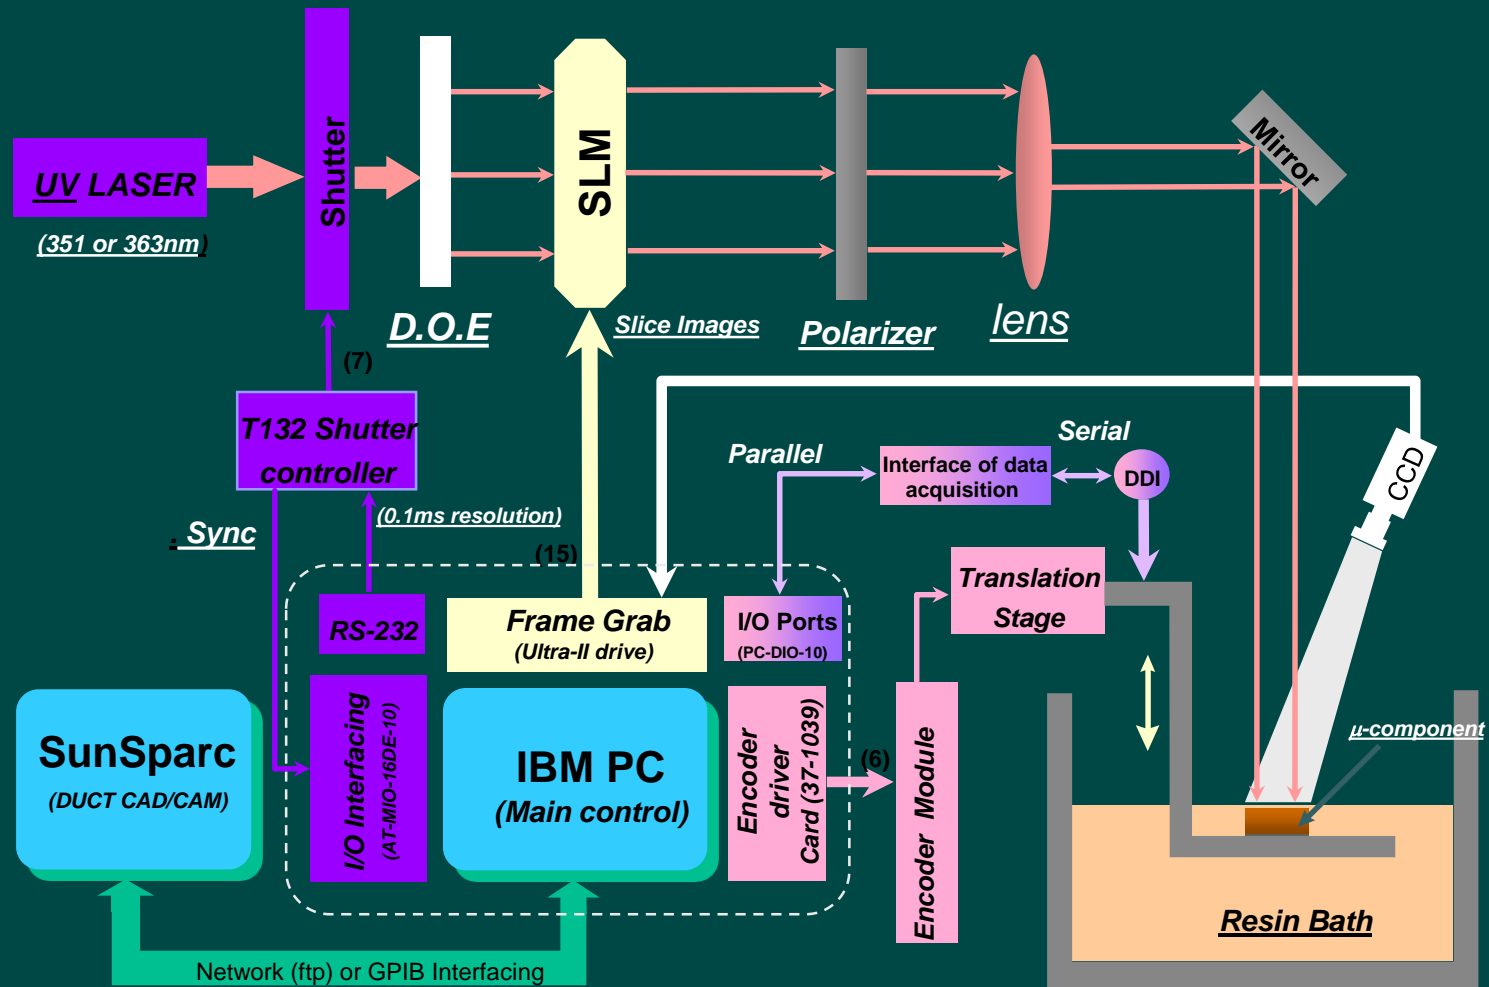 UV LASER
(351 or 363nm)
Shutter
D.O.E
SLM
Slice Images
Polarizer
lens
Mirror
(7)
T132 Shutter
controller
(0.1ms resolution)
. Sync
Parallel
Interface of data
acquisition
Serial
DDI
CCD
(15)
RS-232
Frame Grab
(Ultra-II drive)
I/O Ports
(PC-DIO-10)
Translation
Stage
SunSparc
(DUCT CAD/CAM)
I/O Interfacing
(AT-MIO-16DE-10)
IBM PC
(Main control)
Encoder
driver
Card (37-1039)
(6)
Encoder Module
μ-component
Resin Bath
Network (ftp) or GPIB Interfacing